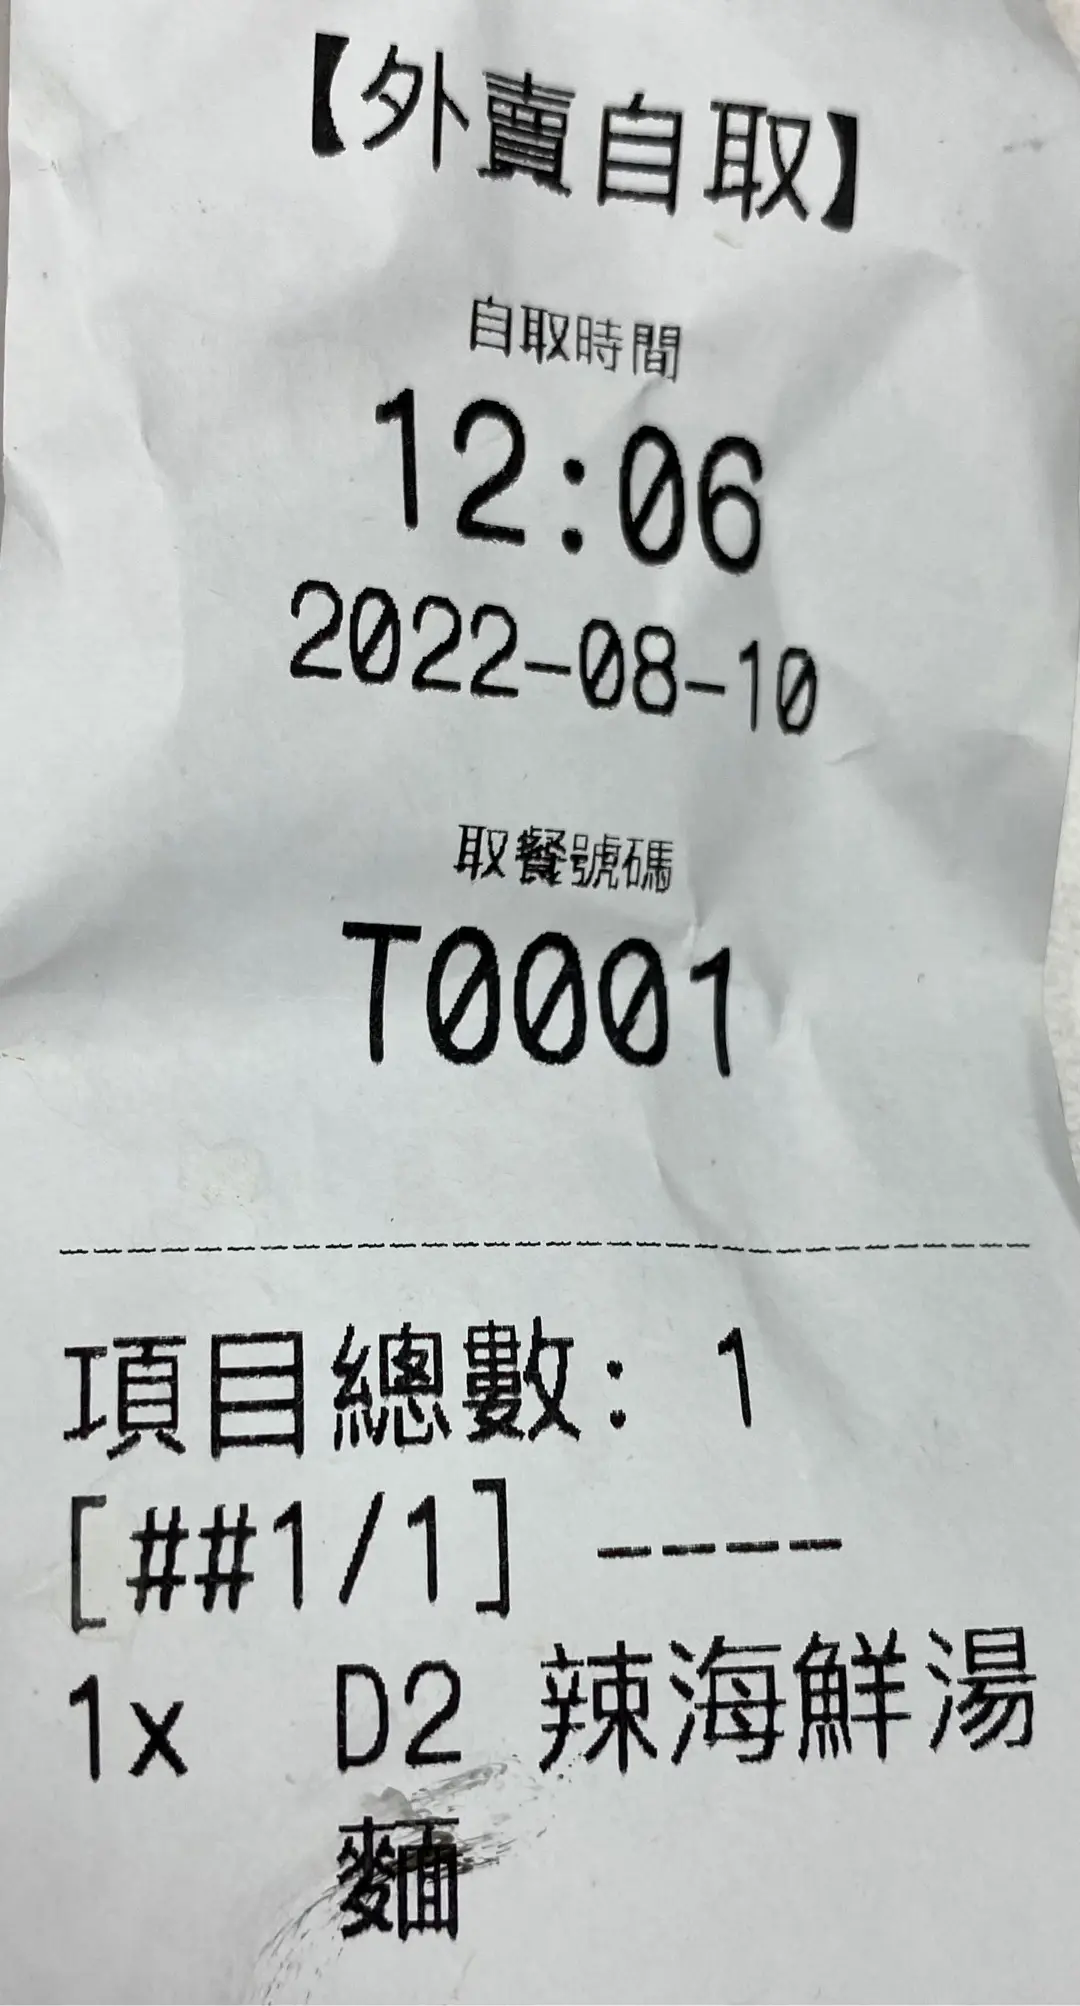 【外賣自取】
自取時間
12:06
2022-08-10
取餐號碼
T0001
項目總數: 1
[##1/1] ----
1x D2 辣海鮮湯
麵